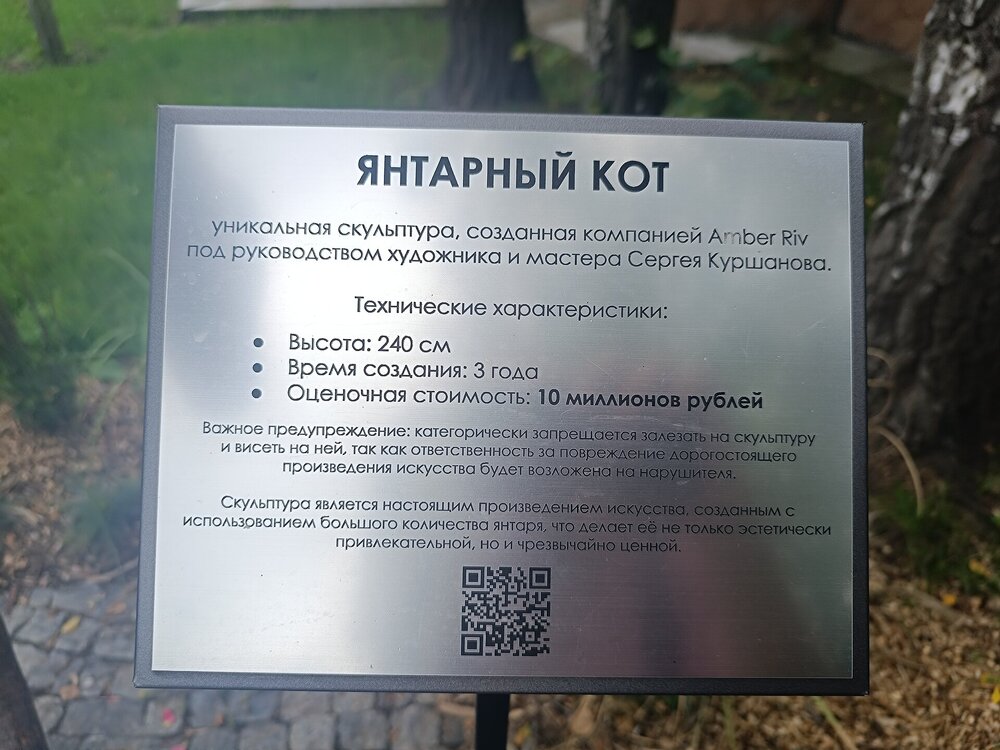 ЯНТАРНЫЙ КОТ
уникальная скульптура, созданная компанией Amber Riv
под руководством художника и мастера Сергея Куршанова.
Технические характеристики:
• Высота: 240 см
• Время создания: 3 года
• Оценочная стоимость: 10 миллионов рублей
Важное предупреждение: категорически запрещается залезать на скульптуру
и висеть на ней, так как ответственность за повреждение дорогостоящего
произведения искусства будет возложена на нарушителя.
Скульптура является настоящим произведением искусства, созданным с
использованием большого количества янтаря, что делает её не только эстетически
привлекательной, но и чрезвычайно ценной.